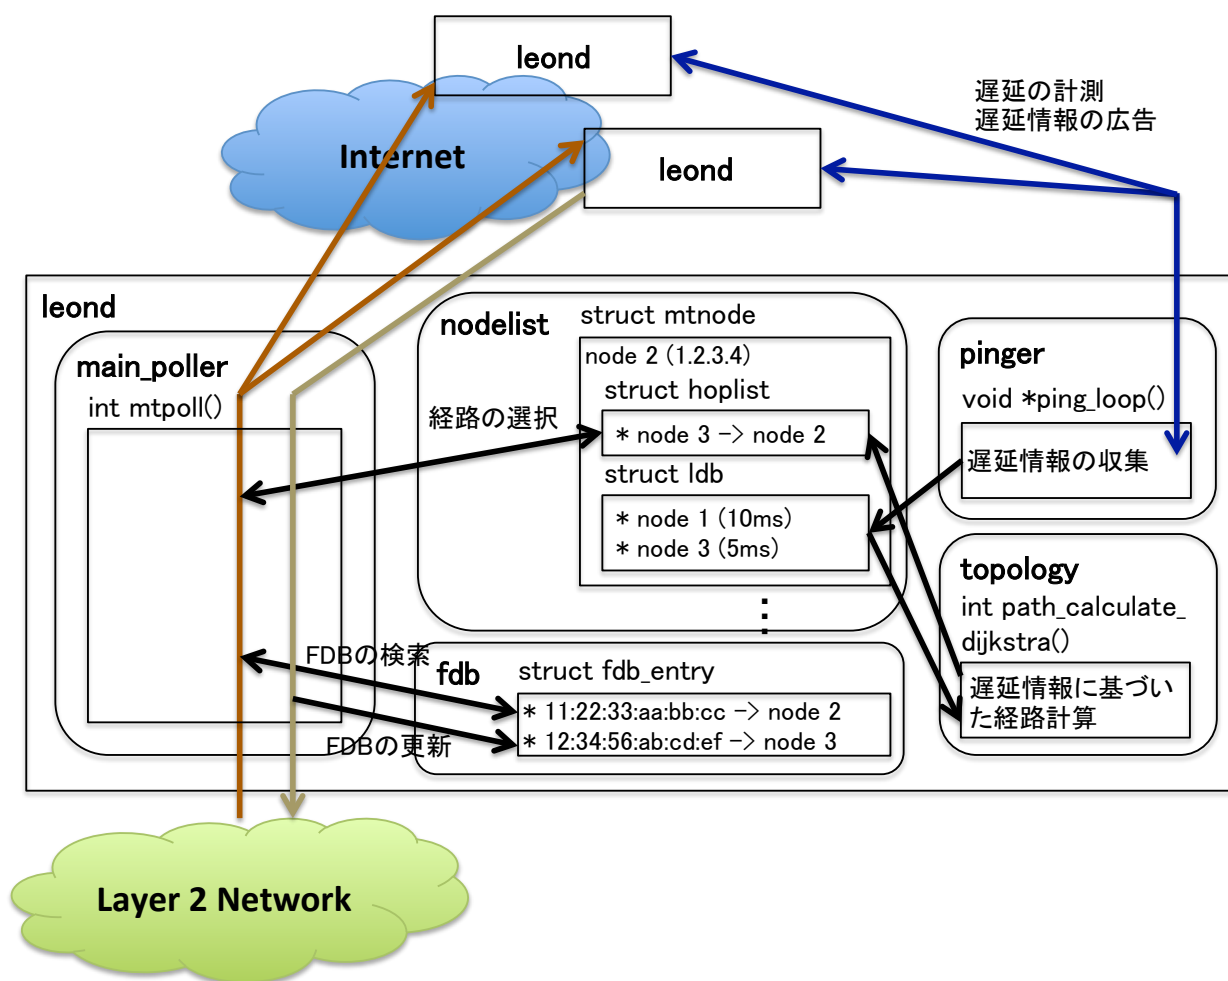 leond
遅延の計測
遅延情報の広告
Internet
leond
leond
main_poller
int mtpoll()
nodelist
struct mtnode
node 2 (1.2.3.4)
struct hoplist
* node 3 -> node 2
struct ldb
* node 1 (10ms)
* node 3 (5ms)
⋮
経路の選択
pinger
void *ping_loop()
遅延情報の収集
topology
int path_calculate_
dijkstra()
遅延情報に基づい
た経路計算
FDBの検索
fdb
struct fdb_entry
* 11:22:33:aa:bb:cc -> node 2
* 12:34:56:ab:cd:ef -> node 3
FDBの更新
Layer 2 Network